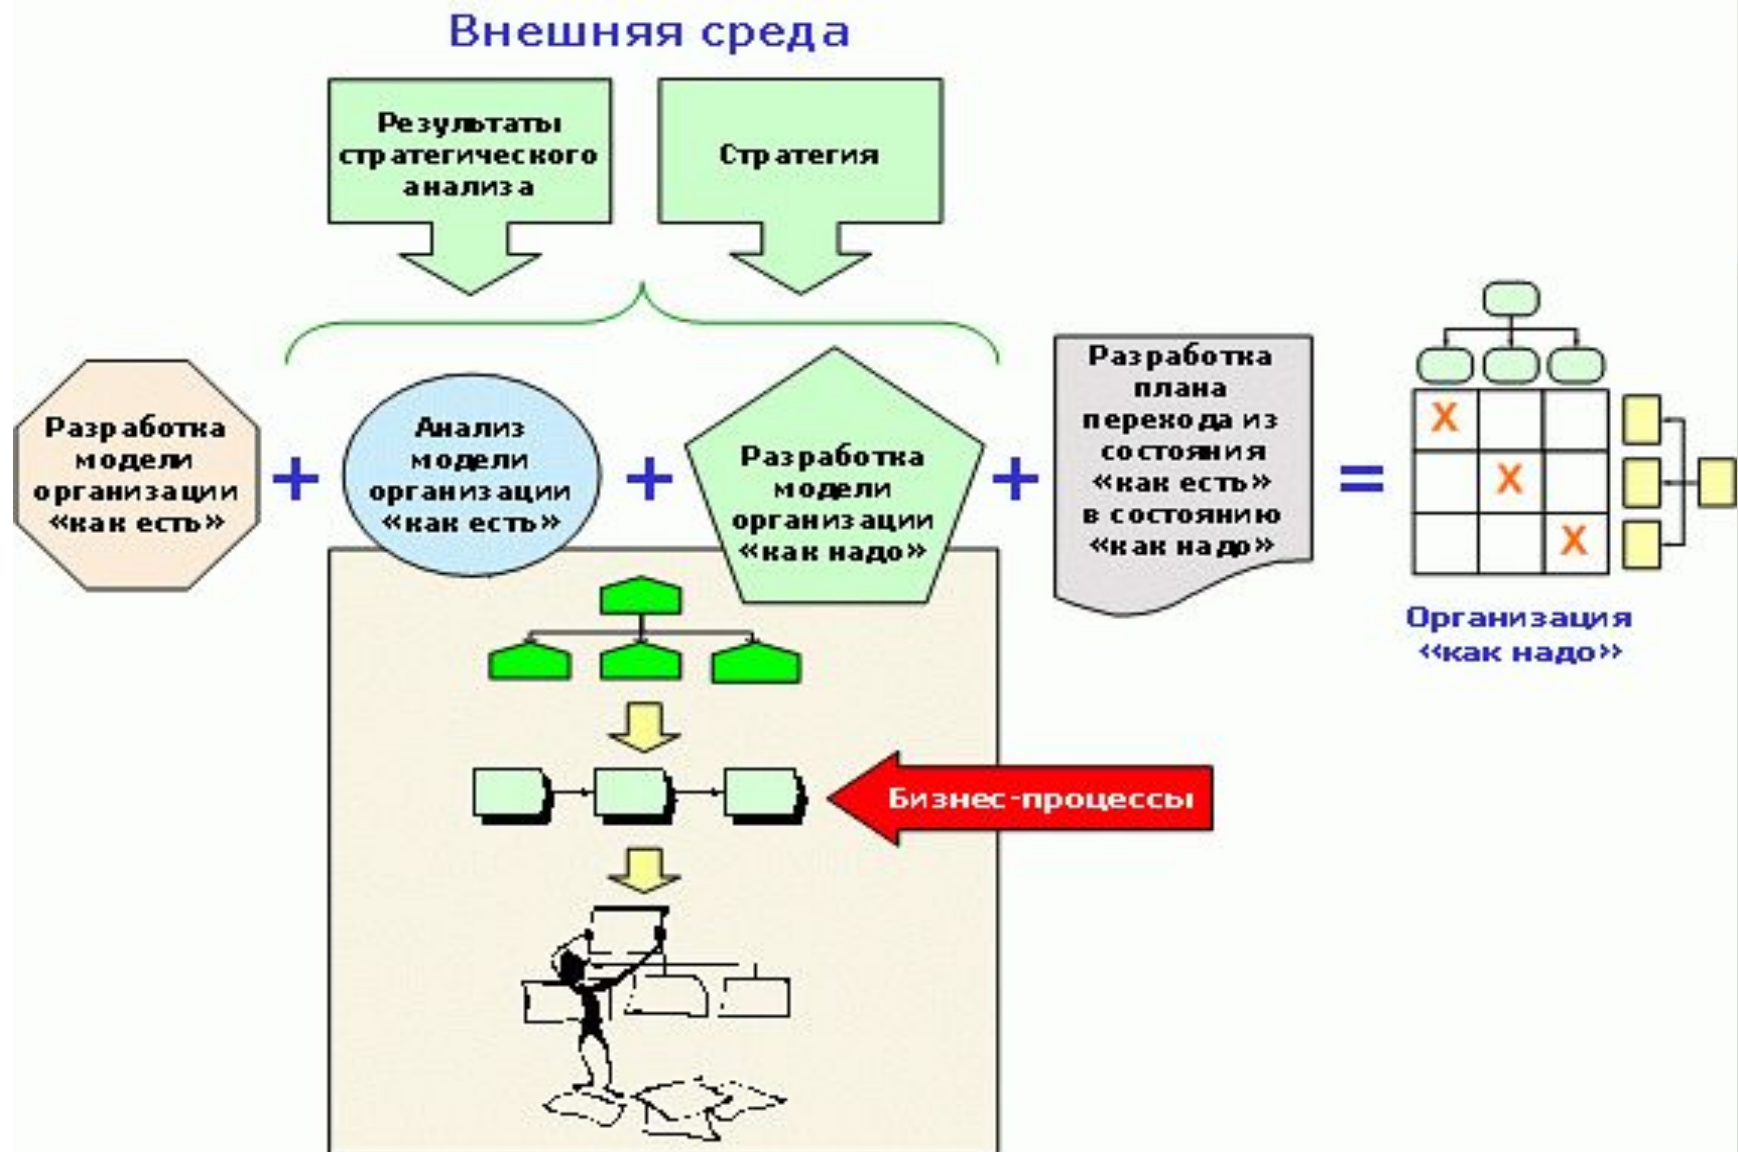 Внешняя среда
Результаты
стратегического
анализа
Стратегия
Разработка
модели
организации
«как есть»
+
Анализ
модели
организации
«как есть»
+
Разработка
модели
организации
«как надо»
+
Разработка
плана
перехода из
состояния
«как есть»
в состоянию
«как надо»
=
X
X
X
Организация
«как надо»
Бизнес-процессы